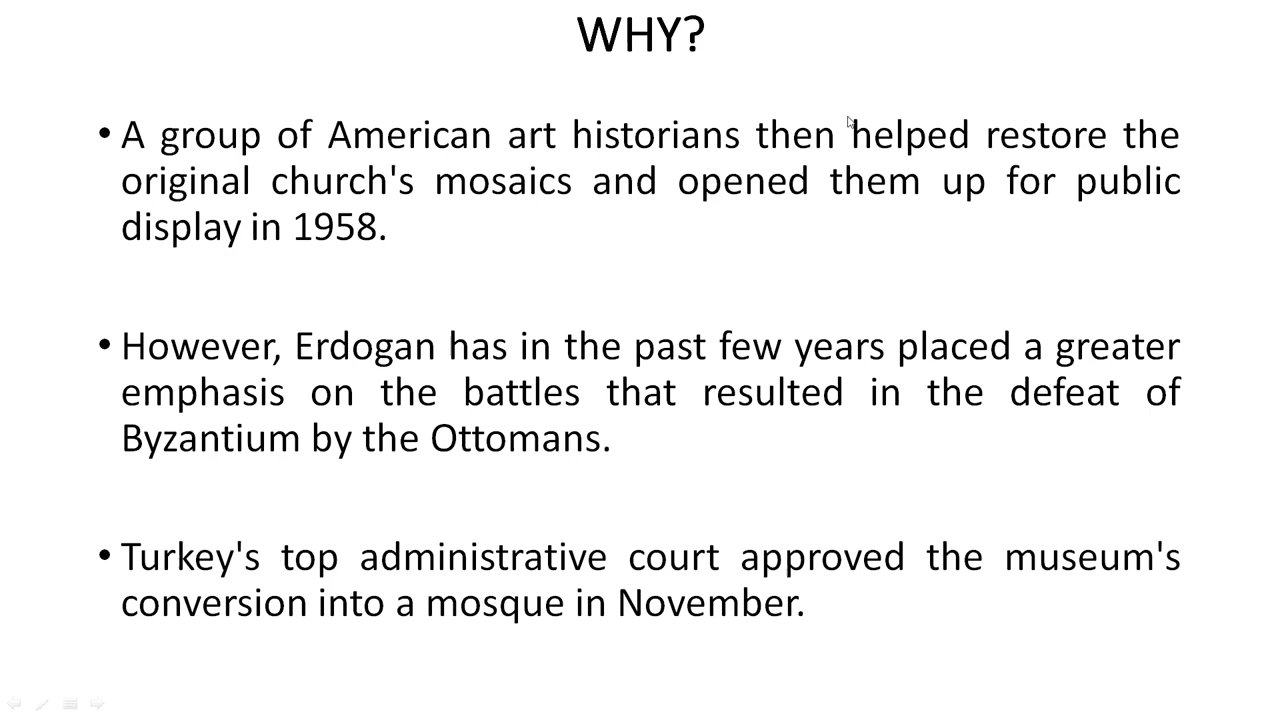 WHY?
• A group of American art historians then helped restore the
original church's mosaics and opened them up for public
display in 1958.
• However, Erdogan has in the past few years placed a greater
emphasis on the battles that resulted in the defeat of
Byzantium by the Ottomans.
• Turkey's top administrative court approved the museum's
conversion into a mosque in November.